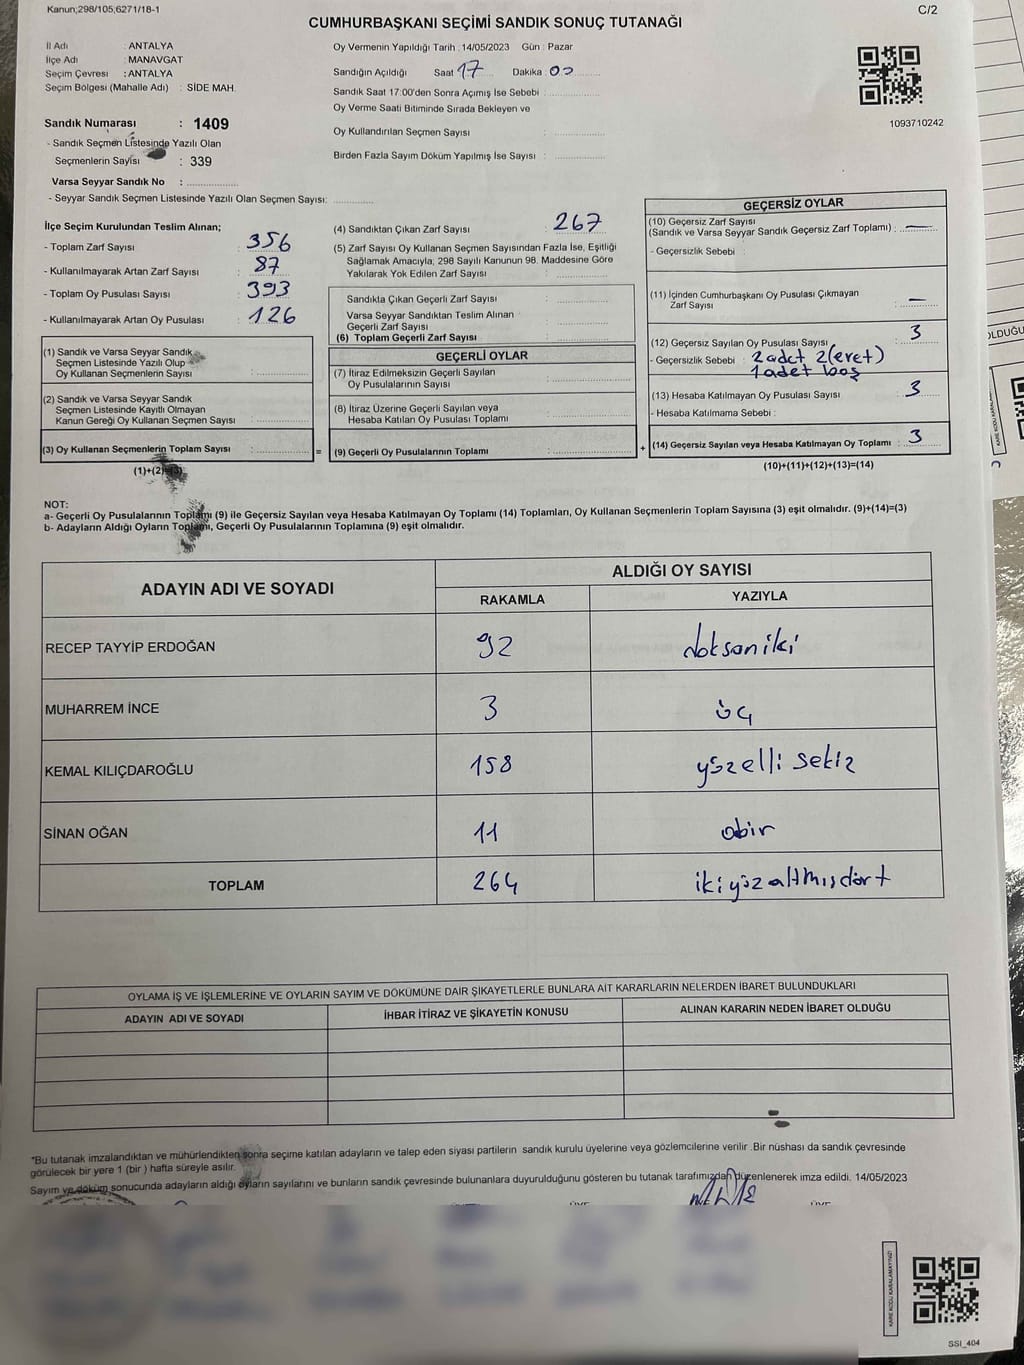 Kanun;298/105;6271/18-1
C/2
CUMHURBAŞKANI SEÇİMİ SANDIK SONUÇ TUTANAĞI
İl Adı : ANTALYA
İlçe Adı : MANAVGAT
Seçim Çevresi : ANTALYA
Seçim Bölgesi (Mahalle Adı) : SİDE MAH.
Sandık Numarası : 1409
- Sandık Seçmen Listesinde Yazılı Olan
Seçmenlerin Sayısı : 339
Varsa Seyyar Sandık No :
- Seyyar Sandık Seçmen Listesinde Yazılı Olan Seçmen Sayısı:
Oy Vermenin Yapıldığı Tarih : 14/05/2023 Gün : Pazar
Sandığın Açıldığı Saat 17 Dakika 00
Sandık Saat 17:00'den Sonra Açımış İse Sebebi :
Oy Verme Saati Bitiminde Sırada Bekleyen ve
Oy Kullandırılan Seçmen Sayısı :
Birden Fazla Sayım Döküm Yapılmış İse Sayısı :
1093710242
İlçe Seçim Kurulundan Teslim Alınan;
- Toplam Zarf Sayısı : 356
- Kullanılmayarak Artan Zarf Sayısı : 87
- Toplam Oy Pusulası Sayısı : 393
- Kullanılmayarak Artan Oy Pusulası : 126
(1) Sandık ve Varsa Seyyar Sandık
Seçmen Listesinde Yazılı Olup
Oy Kullanan Seçmenlerin Sayısı :
(2) Sandık ve Varsa Seyyar Sandık
Seçmen Listesinde Kayıtlı Olmayan
Kanun Gereği Oy Kullanan Seçmen Sayısı :
(3) Oy Kullanan Seçmenlerin Toplam Sayısı : =
(1)+(2)=(3)
(4) Sandıktan Çıkan Zarf Sayısı : 267
(5) Zarf Sayısı Oy Kullanan Seçmen Sayısından Fazla İse, Eşitliği
Sağlamak Amacıyla; 298 Sayılı Kanunun 98. Maddesine Göre
Yakılarak Yok Edilen Zarf Sayısı :
Sandıkta Çıkan Geçerli Zarf Sayısı :
Varsa Seyyar Sandıktan Teslim Alınan
Geçerli Zarf Sayısı :
(6) Toplam Geçerli Zarf Sayısı :
GEÇERLİ OYLAR
(7) İtiraz Edilmeksizin Geçerli Sayılan
Oy Pusulalarının Sayısı :
(8) İtiraz Üzerine Geçerli Sayılan veya
Hesaba Katılan Oy Pusulası Toplamı :
(9) Geçerli Oy Pusulalarının Toplamı : +
GEÇERSİZ OYLAR
(10) Geçersiz Zarf Sayısı
(Sandık ve Varsa Seyyar Sandık Geçersiz Zarf Toplamı) : —
- Geçersizlik Sebebi :
(11) İçinden Cumhurbaşkanı Oy Pusulası Çıkmayan
Zarf Sayısı : —
(12) Geçersiz Sayılan Oy Pusulası Sayısı : 3
- Geçersizlik Sebebi : 2 adet 2(evet)
1 adet boş
(13) Hesaba Katılmayan Oy Pusulası Sayısı : 3
- Hesaba Katılmama Sebebi :
(14) Geçersiz Sayılan veya Hesaba Katılmayan Oy Toplamı : 3
(10)+(11)+(12)+(13)=(14)
NOT:
a- Geçerli Oy Pusulalarının Toplamı (9) ile Geçersiz Sayılan veya Hesaba Katılmayan Oy Toplamı (14) Toplamları, Oy Kullanan Seçmenlerin Toplam Sayısına (3) eşit olmalıdır. (9)+(14)=(3)
b- Adayların Aldığı Oyların Toplamı, Geçerli Oy Pusulalarının Toplamına (9) eşit olmalıdır.
ADAYIN ADI VE SOYADI
ALDIĞI OY SAYISI
RAKAMLA YAZIYLA
RECEP TAYYİP ERDOĞAN 92 doksaniki
MUHARREM İNCE 3 üç
KEMAL KILIÇDAROĞLU 158 yüzelli sekiz
SİNAN OĞAN 11 obir
TOPLAM 264 ikiyüzaltmışdört
OYLAMA İŞ VE İŞLEMLERİNE VE OYLARIN SAYIM VE DÖKÜMÜNE DAİR ŞİKAYETLERLE BUNLARA AİT KARARLARIN NELERDEN İBARET BULUNDUKLARI
ADAYIN ADI VE SOYADI İHBAR İTİRAZ VE ŞİKAYETİN KONUSU ALINAN KARARIN NEDEN İBARET OLDUĞU
*Bu tutanak imzalandıktan ve mühürlendikten sonra seçime katılan adayların ve talep eden siyasi partilerin sandık kurulu üyelerine veya gözlemcilerine verilir .Bir nüshası da sandık çevresinde
görülecek bir yere 1 (bir ) hafta süreyle asılır.
Sayım ve döküm sonucunda adayların aldığı oyların sayılarını ve bunların sandık çevresinde bulunanlara duyurulduğunu gösteren bu tutanak tarafımızdan düzenlenerek imza edildi. 14/05/2023
KARE KODU KARALAMAYINIZ!
SSI_404
OLDUĞU